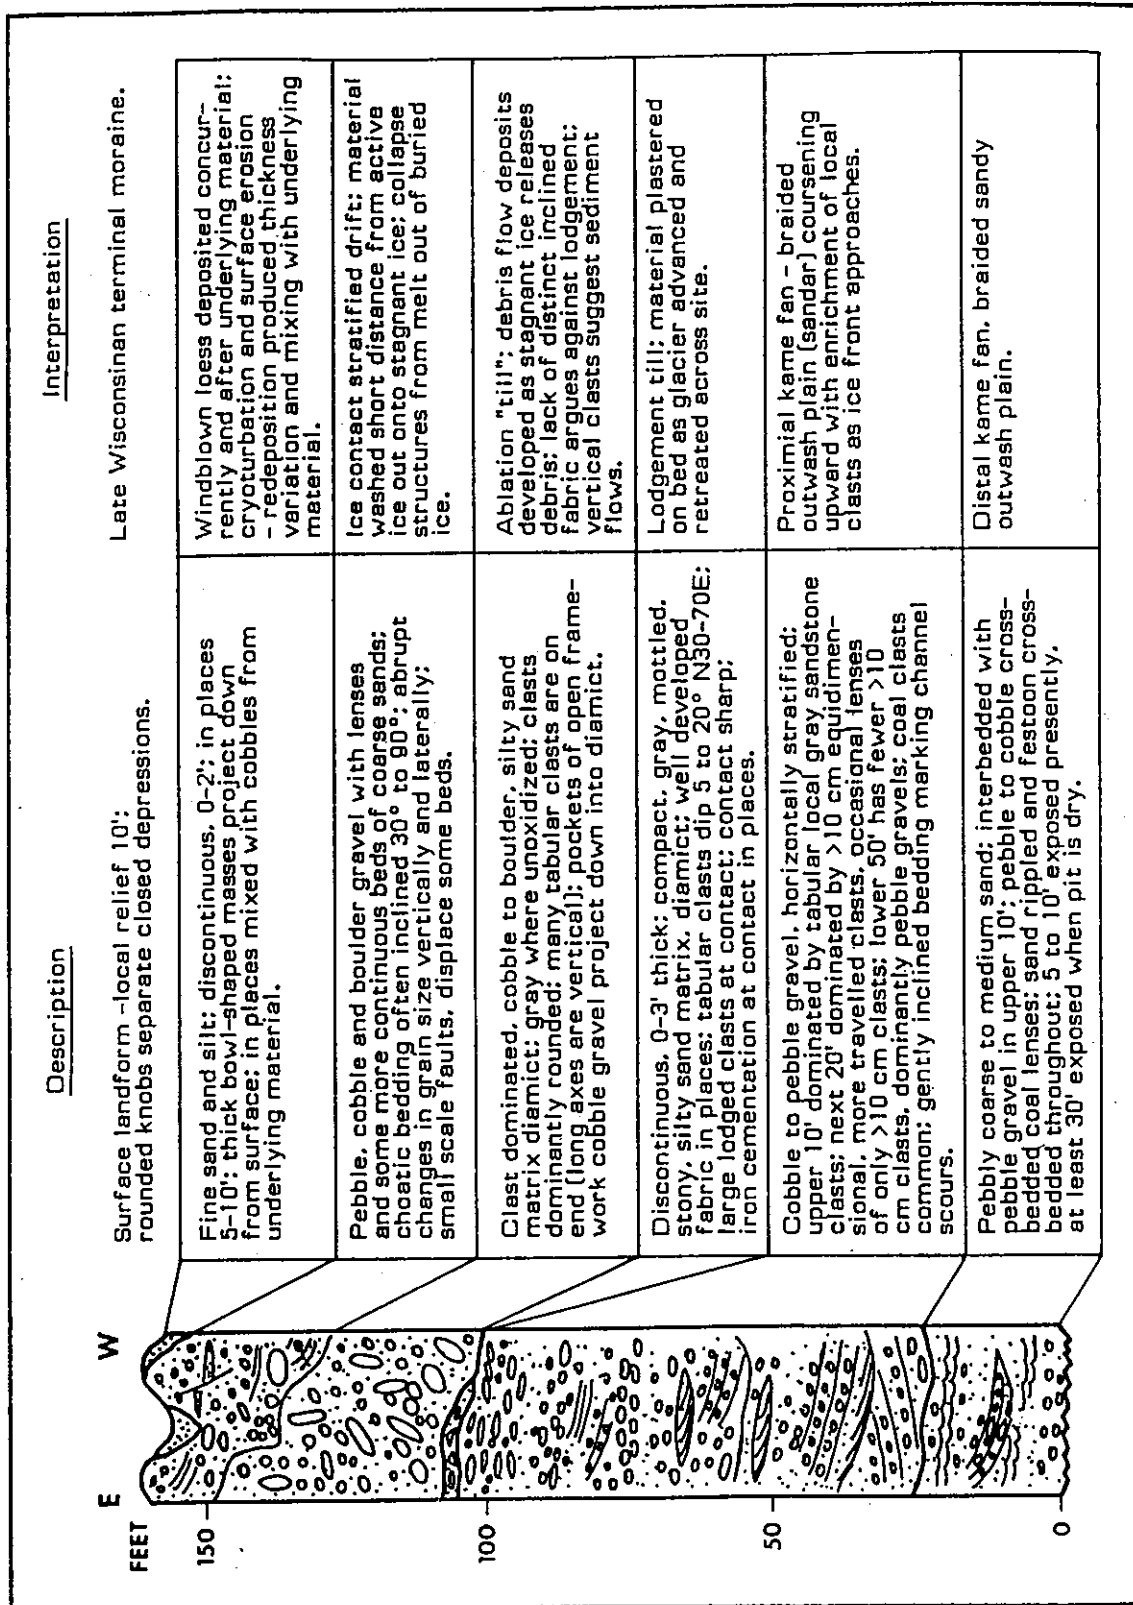 Description
Interpretation
Surface landform -local relief 10';
rounded knobs separate closed depressions.
Late Wisconsinan terminal moraine.
Fine sand and silt; discontinuous, 0-2'; in places
5-10'; thick bowl-shaped masses project down
from surface; in places mixed with cobbles from
underlying material.
Windblown loess deposited concur-
rently and after underlying material;
cryoturbation and surface erosion
- redeposition produced thickness
variation and mixing with underlying
material.
Pebble, cobble and boulder gravel with lenses
and some more continuous beds of coarse sands;
choatic bedding often inclined 30° to 90°; abrupt
changes in grain size vertically and laterally;
small scale faults, displace some beds.
Ice contact stratified drift; material
washed short distance from active
ice out onto stagnant ice; collapse
structures from melt out of buried
ice.
Clast dominated, cobble to boulder, silty sand
matrix diamict; gray where unoxidized; clasts
dominantly rounded; many tabular clasts are on
end (long axes are vertical); pockets of open frame-
work cobble gravel project down into diamict.
Ablation "till"; debris flow deposits
developed as stagnant ice releases
debris; lack of distinct inclined
fabric argues against lodgement;
vertical clasts suggest sediment
flows.
Discontinuous, 0-3' thick; compact, gray, mottled,
stony, silty sand matrix, diamict; well developed
fabric in places; tabular clasts dip 5 to 20° N30-70E;
large lodged clasts at contact; contact sharp;
iron cementation at contact in places.
Lodgement till; material plastered
on bed as glacier advanced and
retreated across site.
Cobble to pebble gravel, horizontally stratified;
upper 10' dominated by tabular local gray sandstone
clasts; next 20' dominated by >10 cm equidimen-
sional, more travelled clasts, occasional lenses
of only >10 cm clasts; lower 50' has fewer >10
cm clasts, dominantly pebble gravels; coal clasts
common; gently inclined bedding marking channel
scours.
Proximial kame fan - braided
outwash plain (sandar) coursening
upward with enrichment of local
clasts as ice front approaches.
Pebbly coarse to medium sand; interbedded with
pebble gravel in upper 10'; pebble to cobble cross-
bedded coal lenses; sand rippled and festoon cross-
bedded throughout; 5 to 10' exposed presently,
at least 30' exposed when pit is dry.
Distal kame fan, braided sandy
outwash plain.
E
W
FEET
150
100
50
0